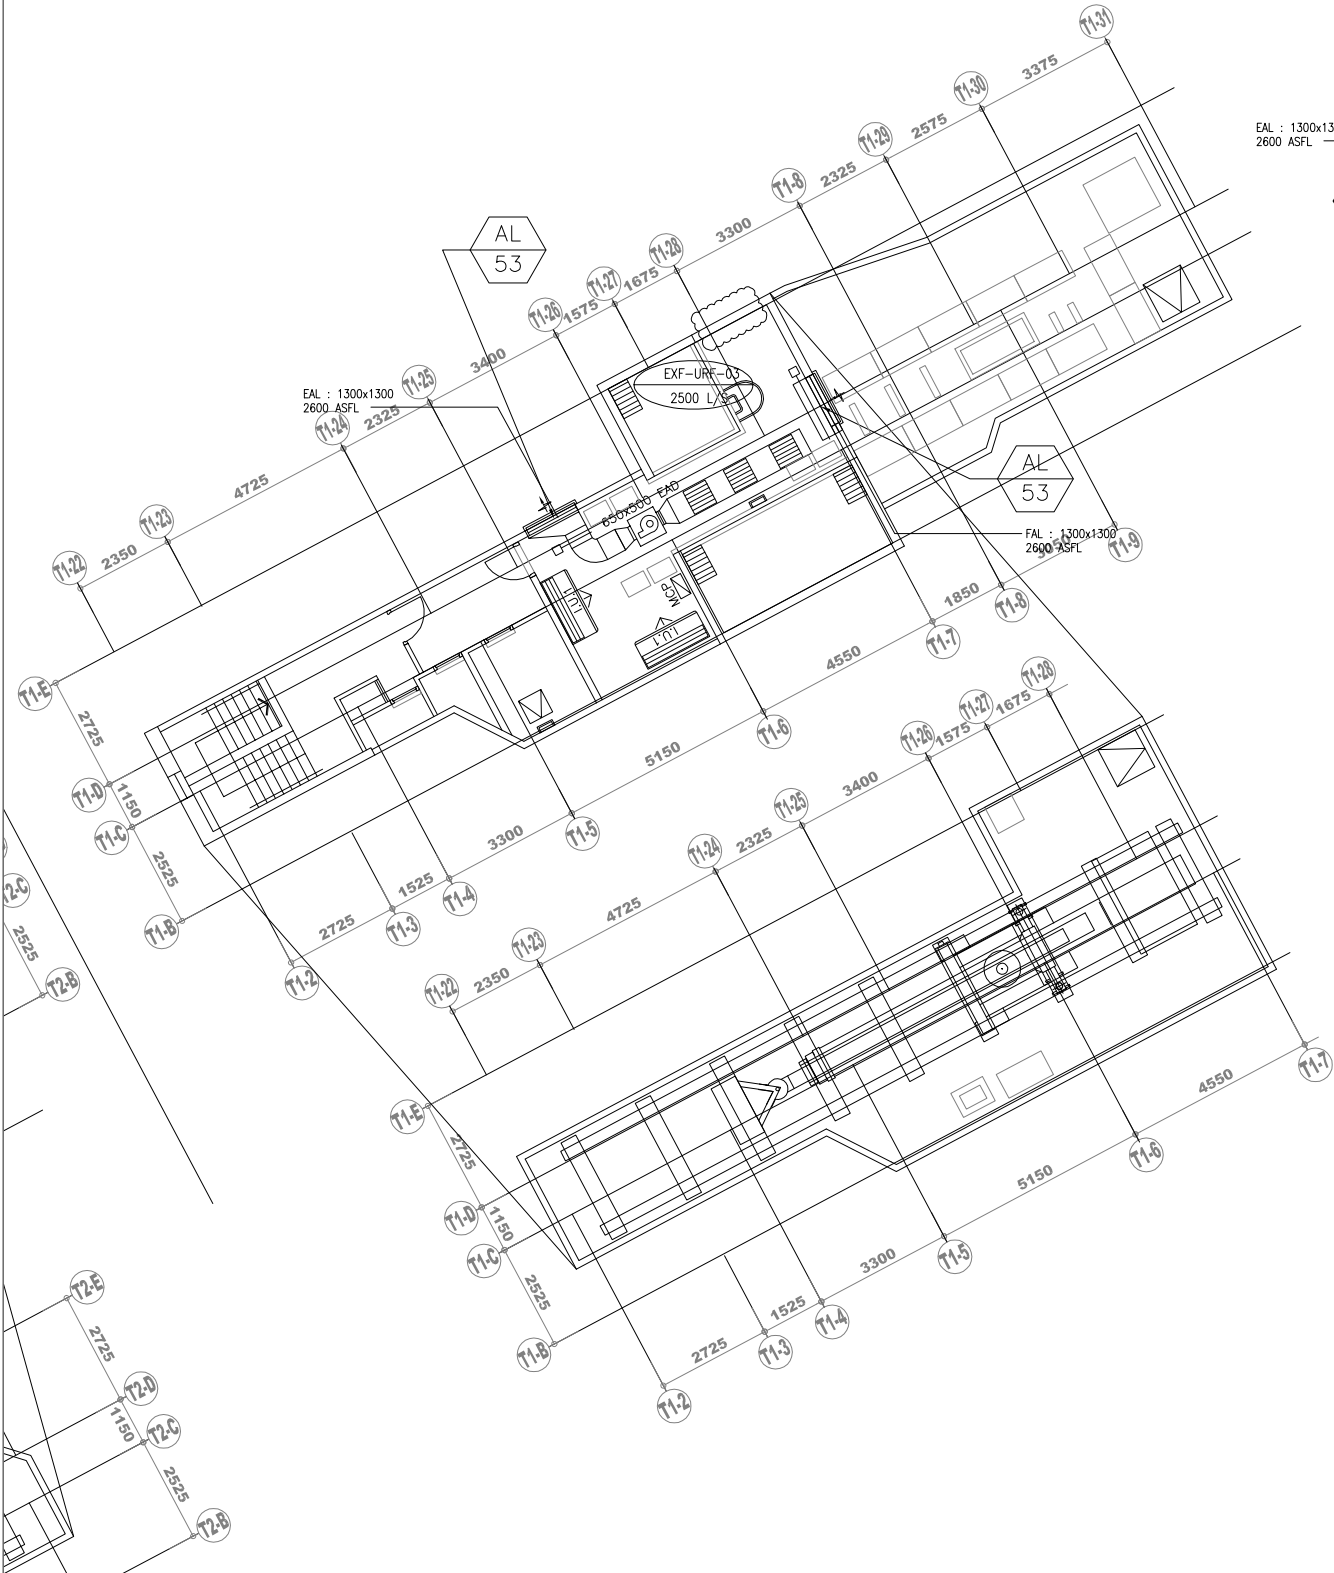 T1-31
3375
T1-30
2575
T1-29
2325
T1-8
3300
T1-28
1675
T1-27
1575
T1-26
3400
T1-25
2325
T1-24
4725
T1-23
2350
T1-22
EAL : 1300x13
2600 ASFL
AL
53
EAL : 1300x1300
2600 ASFL
EXF-URF-03
2500 L/S
650x500 EAD
AL
53
FAL : 1300x1300
2600 ASFL
MCP
I.U.1
I.U.1
T1-E
2725
T1-D
1150
T1-C
2525
T1-B
T1-2
2725
T1-3
1525
T1-4
3300
T1-5
5150
T1-6
4550
T1-7
1850
T1-8
3050
T1-9
T1-28
1675
T1-27
1575
T1-26
3400
T1-25
2325
T1-24
4725
T1-23
2350
T1-22
T1-E
2725
T1-D
1150
T1-C
2525
T1-B
T1-2
2725
T1-3
1525
T1-4
3300
T1-5
5150
T1-6
4550
T1-7
T2-C
2525
T2-B
T2-E
2725
T2-D
1150
T2-C
2525
T2-B